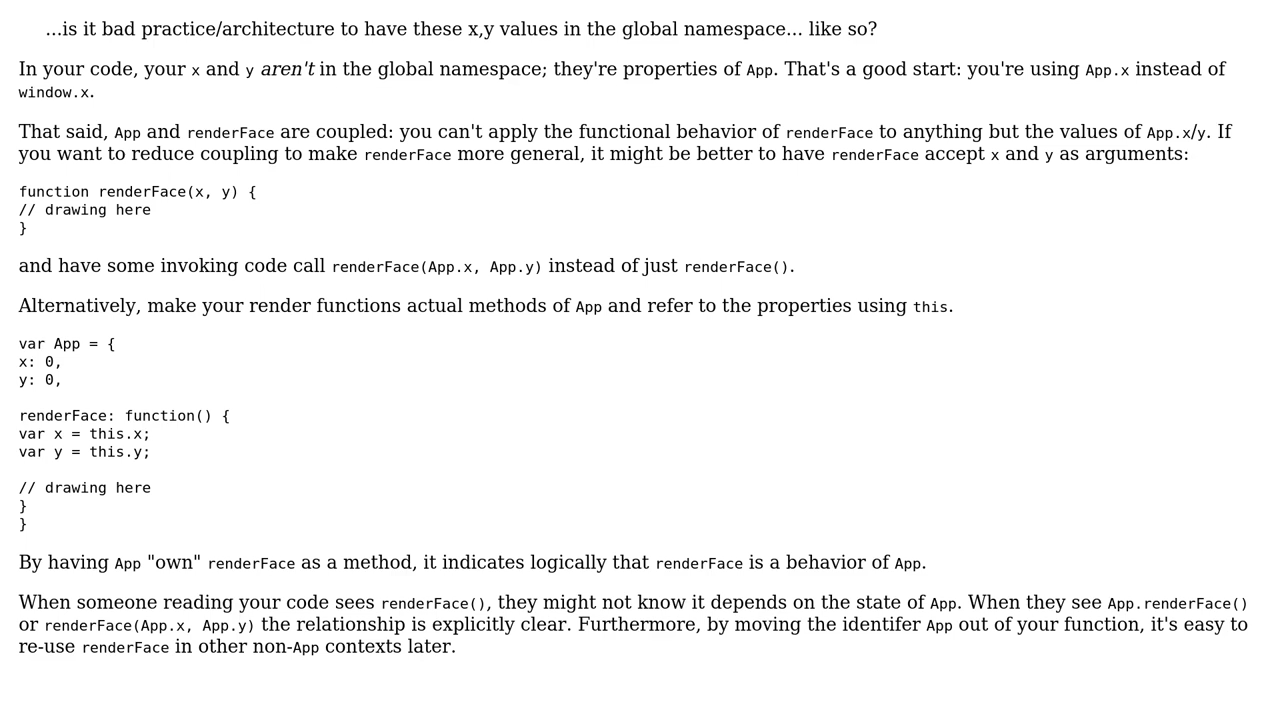 ...is it bad practice/architecture to have these x,y values in the global namespace... like so?
In your code, your x and y aren't in the global namespace; they're properties of App. That's a good start: you're using App.x instead of
window.x.
That said, App and renderFace are coupled: you can't apply the functional behavior of renderFace to anything but the values of App.x/y. If
you want to reduce coupling to make renderFace more general, it might be better to have renderFace accept x and y as arguments:
function renderFace(x, y) {
// drawing here
}
and have some invoking code call renderFace(App.x, App.y) instead of just renderFace().
Alternatively, make your render functions actual methods of App and refer to the properties using this.
var App = {
x: 0,
y: 0,
renderFace: function() {
var x = this.x;
var y = this.y;
// drawing here
}
}
By having App "own" renderFace as a method, it indicates logically that renderFace is a behavior of App.
When someone reading your code sees renderFace(), they might not know it depends on the state of App. When they see App.renderFace()
or renderFace(App.x, App.y) the relationship is explicitly clear. Furthermore, by moving the identifer App out of your function, it's easy to
re-use renderFace in other non-App contexts later.